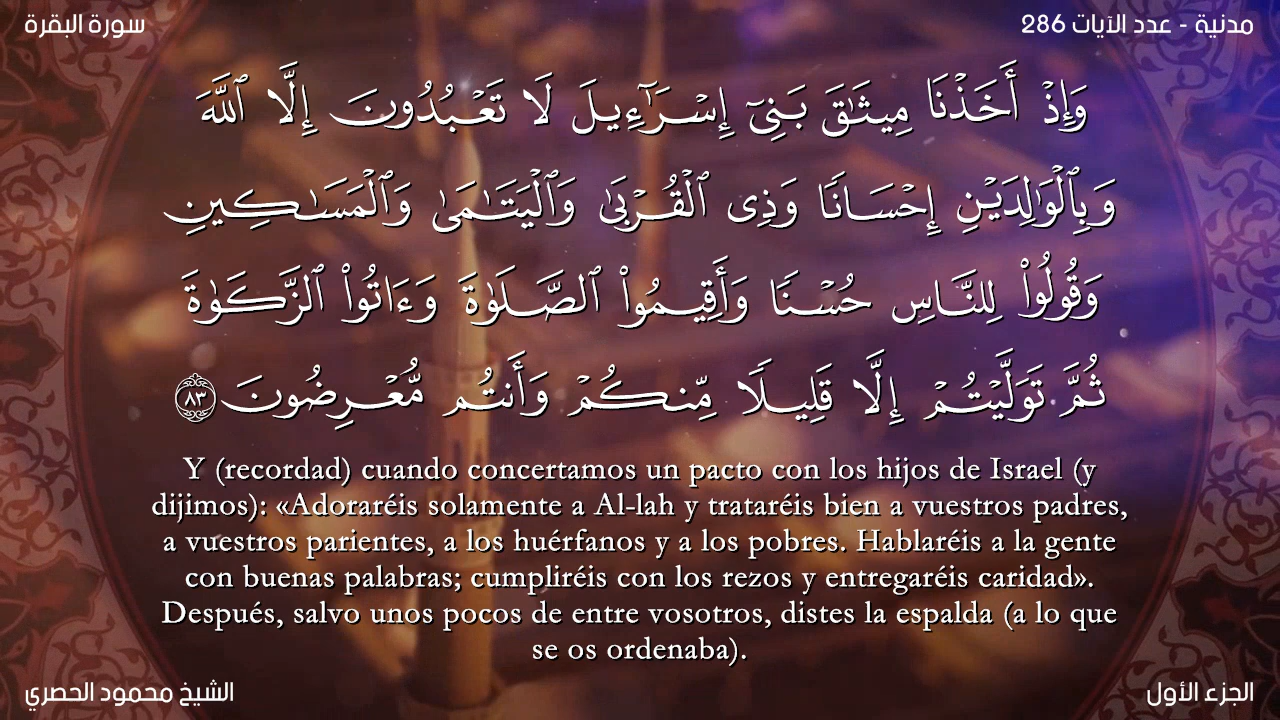 سورة البقرة
مدنية - عدد الآيات 286
وَإِذْ أَخَذْنَا مِيثَٰقَ بَنِىٓ إِسْرَٰٓءِيلَ لَا تَعْبُدُونَ إِلَّا ٱللَّهَ
وَبِٱلْوَٰلِدَيْنِ إِحْسَانًا وَذِى ٱلْقُرْبَىٰ وَٱلْيَتَٰمَىٰ وَٱلْمَسَٰكِينِ
وَقُولُوا۟ لِلنَّاسِ حُسْنًا وَأَقِيمُوا۟ ٱلصَّلَوٰةَ وَءَاتُوا۟ ٱلزَّكَوٰةَ
ثُمَّ تَوَلَّيْتُمْ إِلَّا قَلِيلًا مِّنكُمْ وَأَنتُم مُّعْرِضُونَ ٨٣
Y (recordad) cuando concertamos un pacto con los hijos de Israel (y
dijimos): «Adoraréis solamente a Al-lah y trataréis bien a vuestros padres,
a vuestros parientes, a los huérfanos y a los pobres. Hablaréis a la gente
con buenas palabras; cumpliréis con los rezos y entregaréis caridad».
Después, salvo unos pocos de entre vosotros, distes la espalda (a lo que
se os ordenaba).
الشيخ محمود الحصري
الجزء الأول